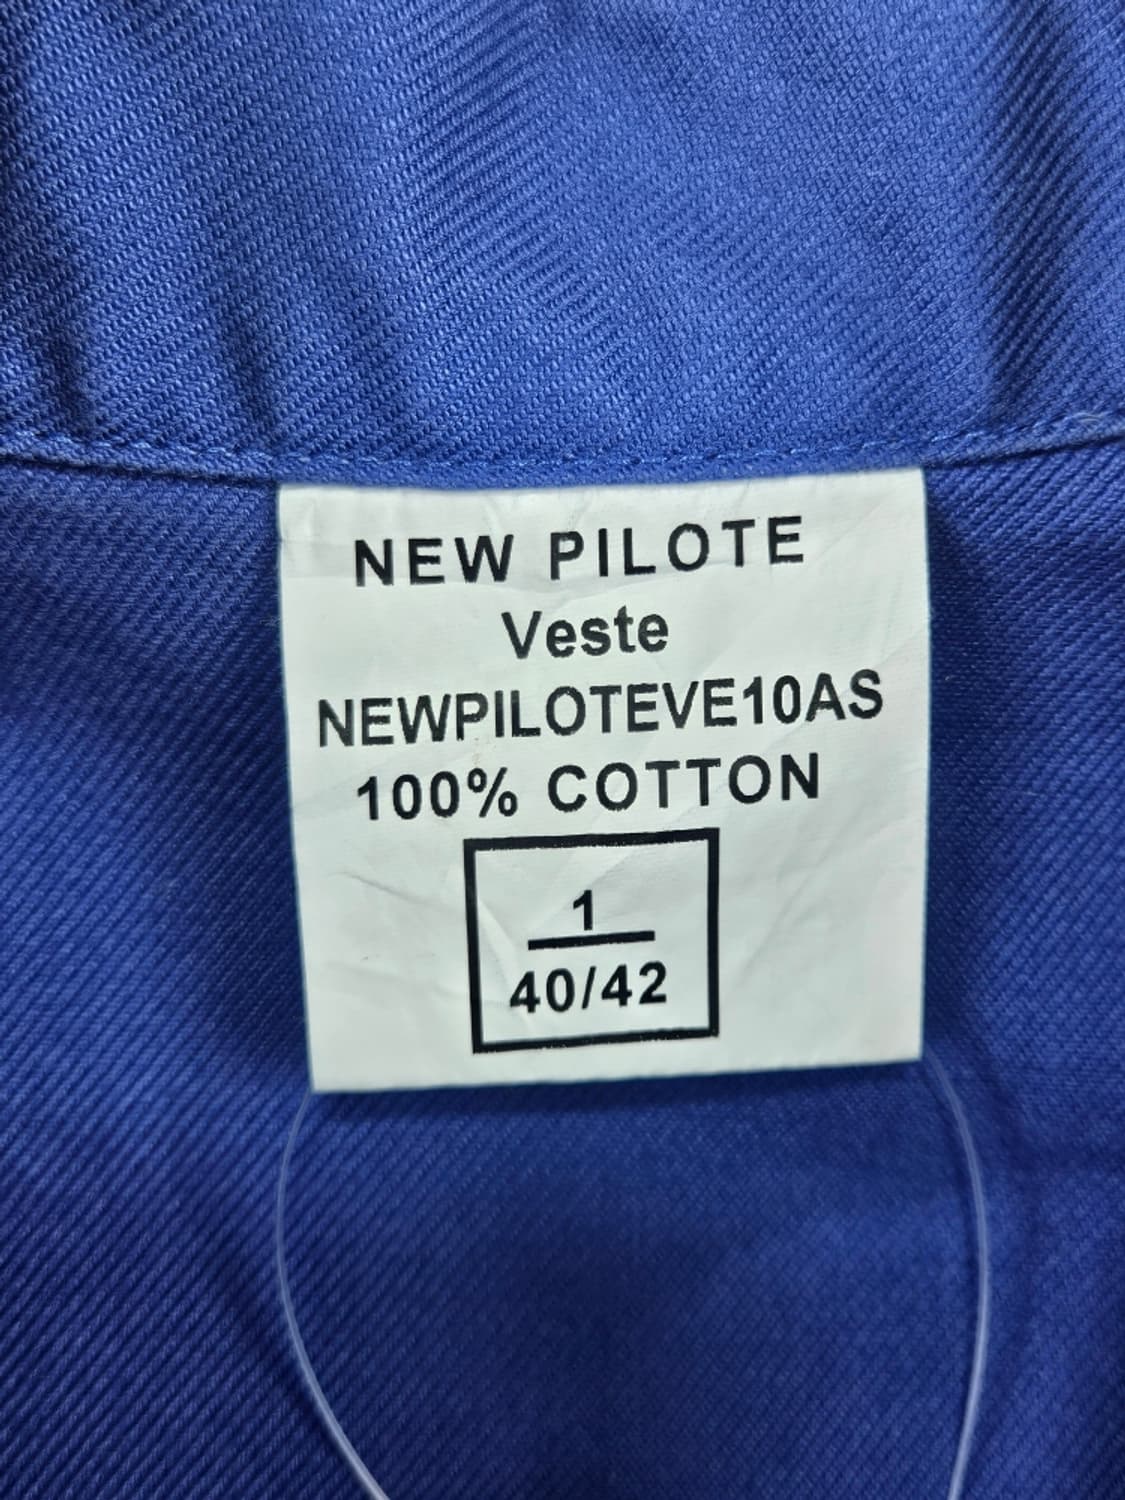 NEW PILOTE
Veste
NEWPILOTEVE10AS
100% COTTON
1
40/42